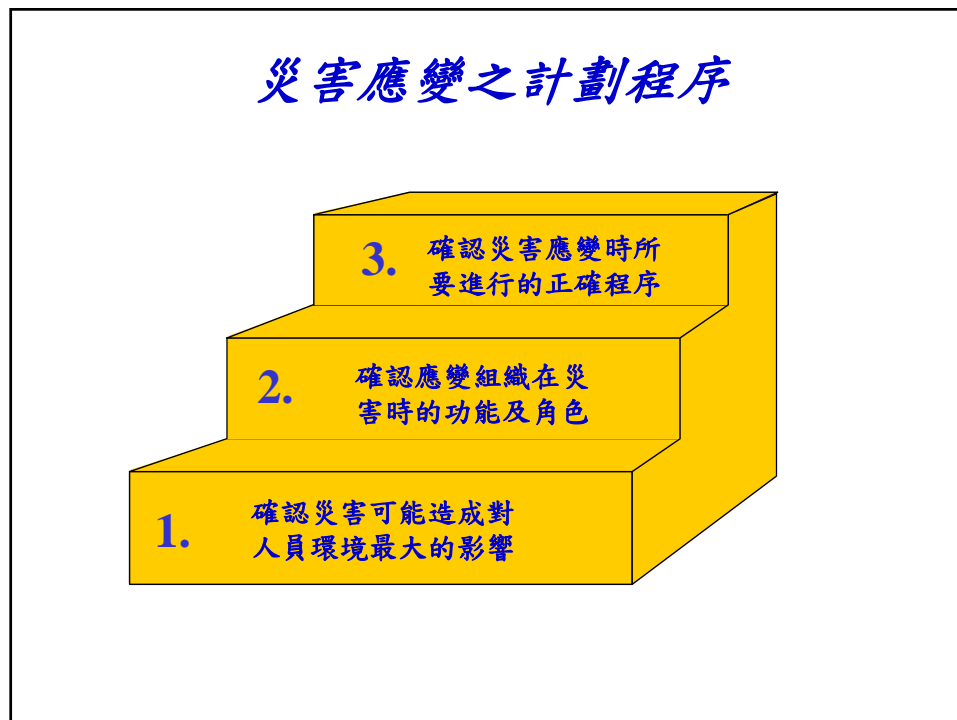 災害應變之計劃程序
3. 確認災害應變時所
要進行的正確程序
2. 確認應變組織在災
害時的功能及角色
1. 確認災害可能造成對
人員環境最大的影響